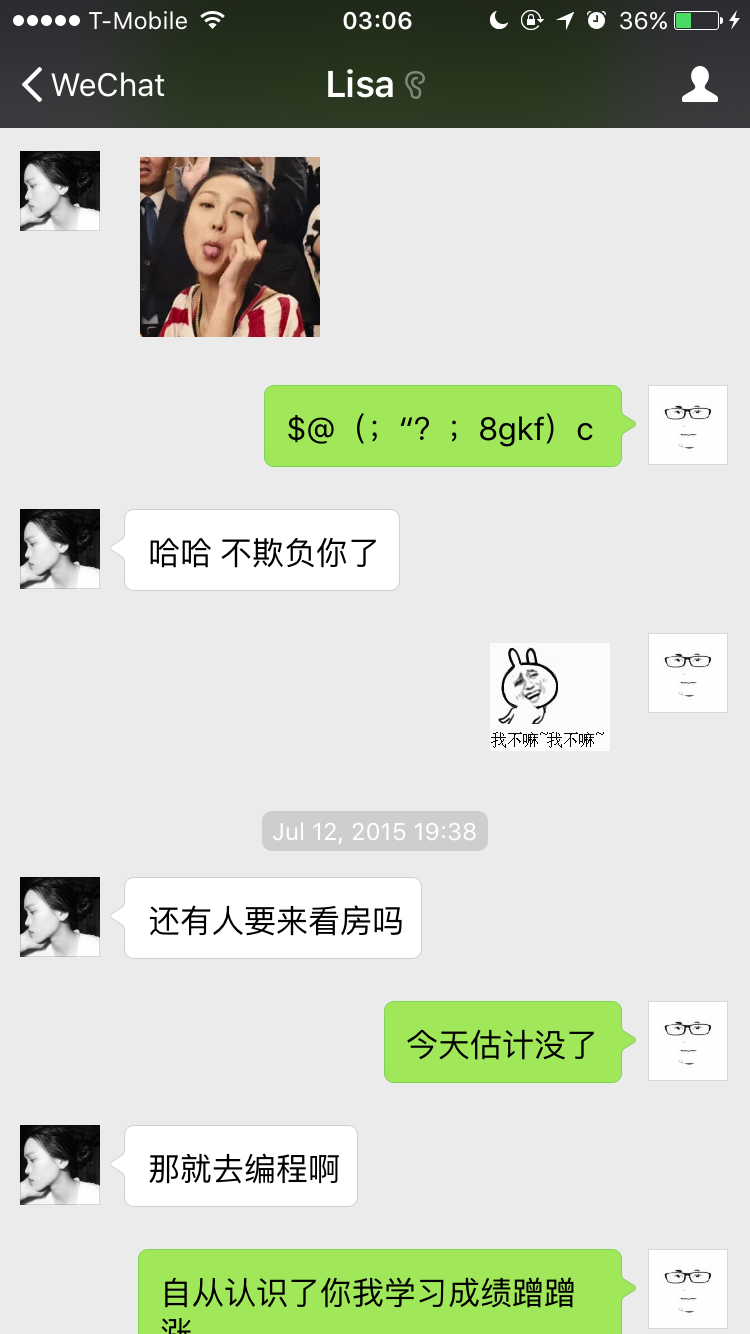 T-Mobile 03:06 36%
WeChat Lisa
$@（；“？；8gkf）c
哈哈 不欺负你了
我不嘛~我不嘛~
Jul 12, 2015 19:38
还有人要来看房吗
今天估计没了
那就去编程啊
自从认识了你我学习成绩蹭蹭
涨